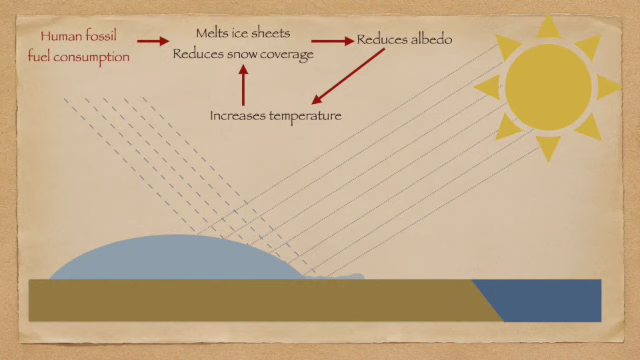 Human fossil
fuel consumption
Melts ice sheets
Reduces snow coverage
Reduces albedo
Increases temperature